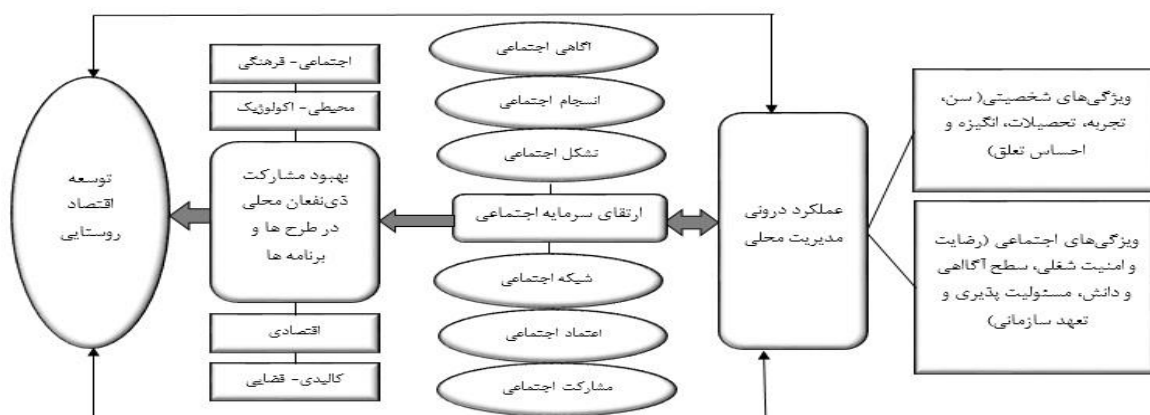 ویژگی‌های شخصیتی( سن،
تجربه، تحصیلات، انگیزه و
احساس تعلق)
ویژگی‌های اجتماعی (رضایت
و امنیت شغلی، سطح آگااهی
و دانش، مسئولیت پذیری و
تعهد سازمانی)
عملکرد درونی
مدیریت محلی
آگاهی اجتماعی
انسجام اجتماعی
تشکل اجتماعی
ارتقای سرمایه اجتماعی
شبکه اجتماعی
اعتماد اجتماعی
مشارکت اجتماعی
اجتماعی- فرهنگی
محیطی- اکولوژیک
بهبود مشارکت
ذی‌نفعان محلی
در طرح ها و
برنامه ها
اقتصادی
کالبدی- فضایی
توسعه
اقتصاد
روستایی